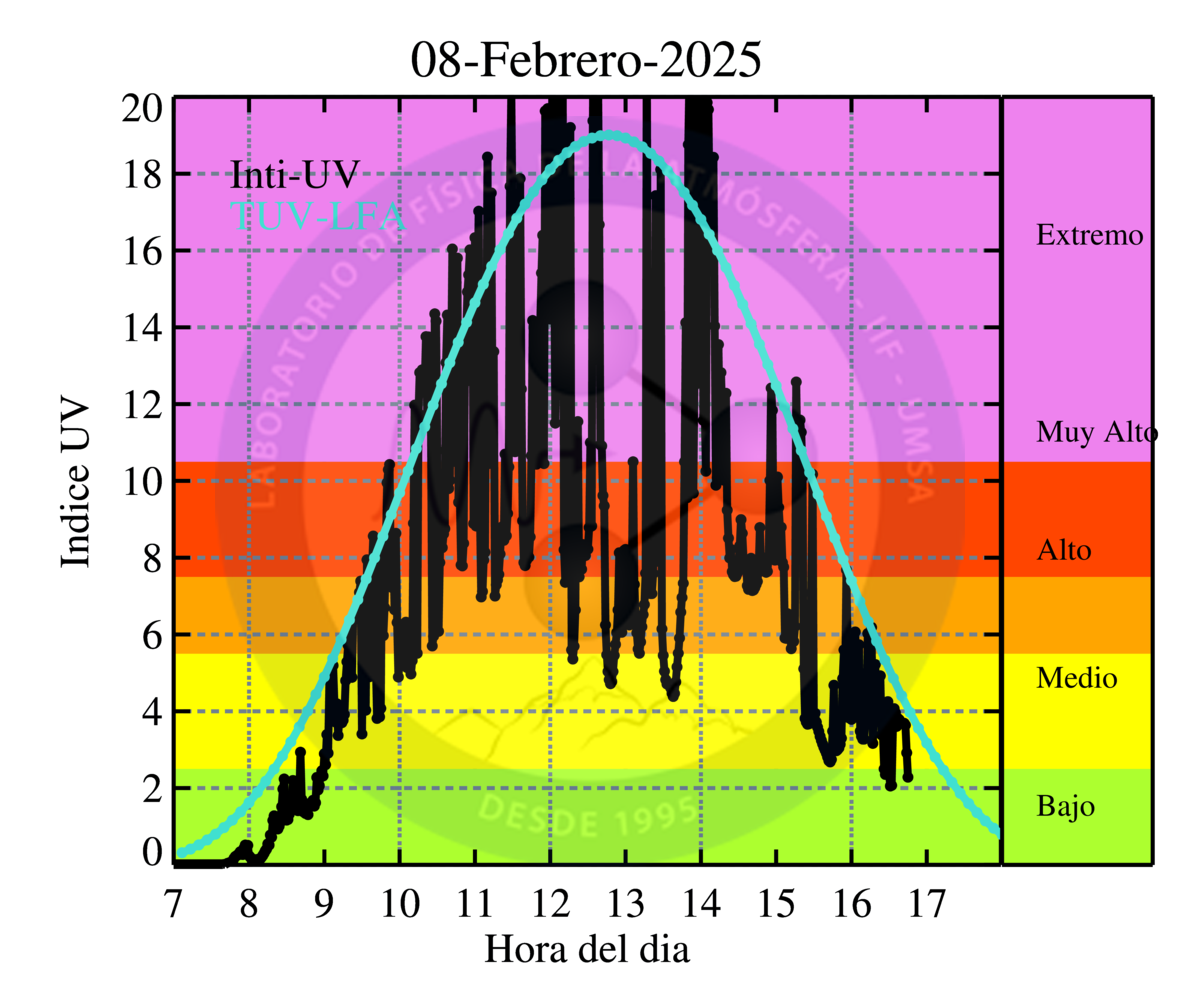 08-Febrero-2025
Inti-UV
TUV-LFA
Indice UV
20
18
16
14
12
10
8
6
4
2
0
7 8 9 10 11 12 13 14 15 16 17
Hora del dia
Extremo
Muy Alto
Alto
Medio
Bajo
LABORATORIO DE FÍSICA DE LA ATMÓSFERA - IIF - UMSA
DESDE 1995